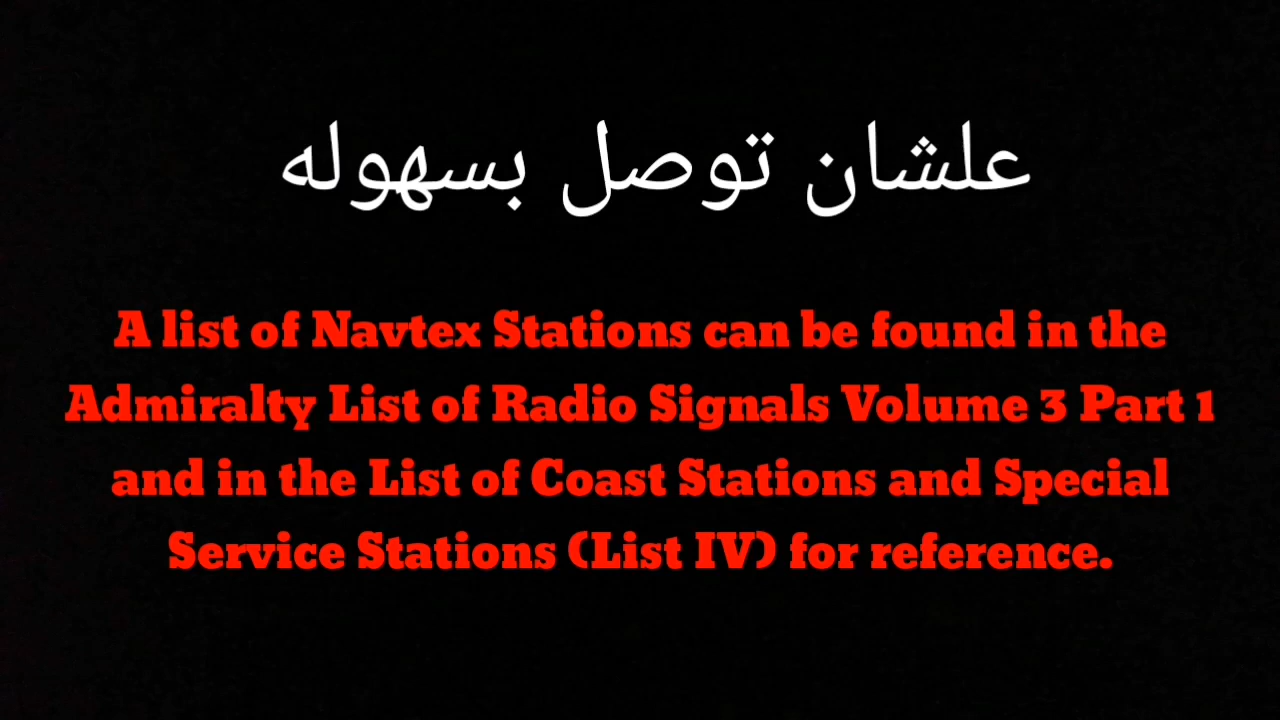 علشان توصل بسهوله
A list of Navtex Stations can be found in the
Admiralty List of Radio Signals Volume 3 Part 1
and in the List of Coast Stations and Special
Service Stations (List IV) for reference.